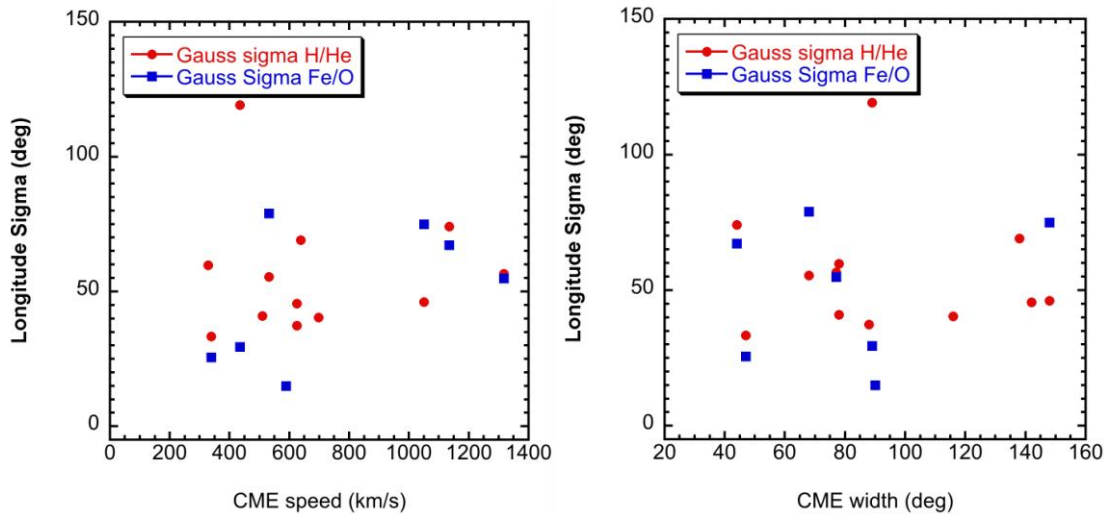 150
100
50
0
Longitude Sigma (deg)
Gauss sigma H/He
Gauss Sigma Fe/O
0 200 400 600 800 1000 1200 1400
CME speed (km/s)
150
100
50
0
Longitude Sigma (deg)
Gauss sigma H/He
Gauss Sigma Fe/O
20 40 60 80 100 120 140 160
CME width (deg)